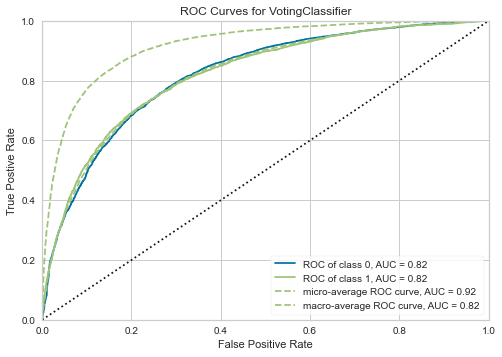 ROC Curves for VotingClassifier
1.0
0.8
0.6
0.4
0.2
0.0
True Positive Rate
0.0 0.2 0.4 0.6 0.8 1.0
False Positive Rate
ROC of class 0, AUC = 0.82
ROC of class 1, AUC = 0.82
micro-average ROC curve, AUC = 0.92
macro-average ROC curve, AUC = 0.82